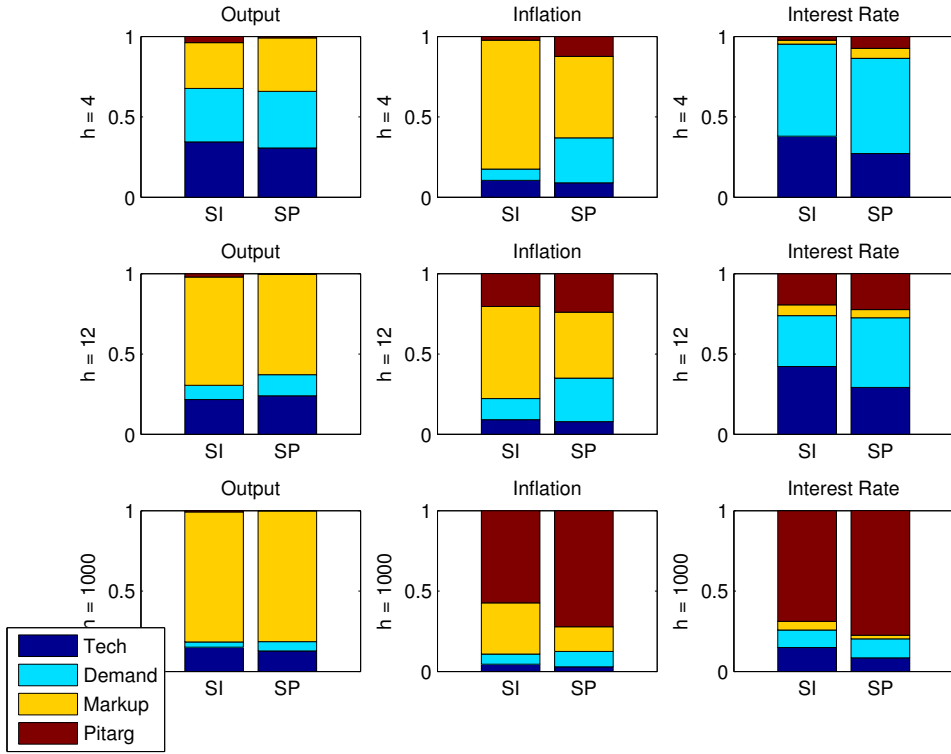 Output
Inflation
Interest Rate
h = 4
1
0.5
0
SI
SP
h = 4
1
0.5
0
SI
SP
h = 4
1
0.5
0
SI
SP
Output
Inflation
Interest Rate
h = 12
1
0.5
0
SI
SP
h = 12
1
0.5
0
SI
SP
h = 12
1
0.5
0
SI
SP
Output
Inflation
Interest Rate
h = 1000
1
0.5
0
SI
SP
h = 1000
1
0.5
0
SI
SP
h = 1000
1
0.5
0
SI
SP
Tech
Demand
Markup
Pitarg